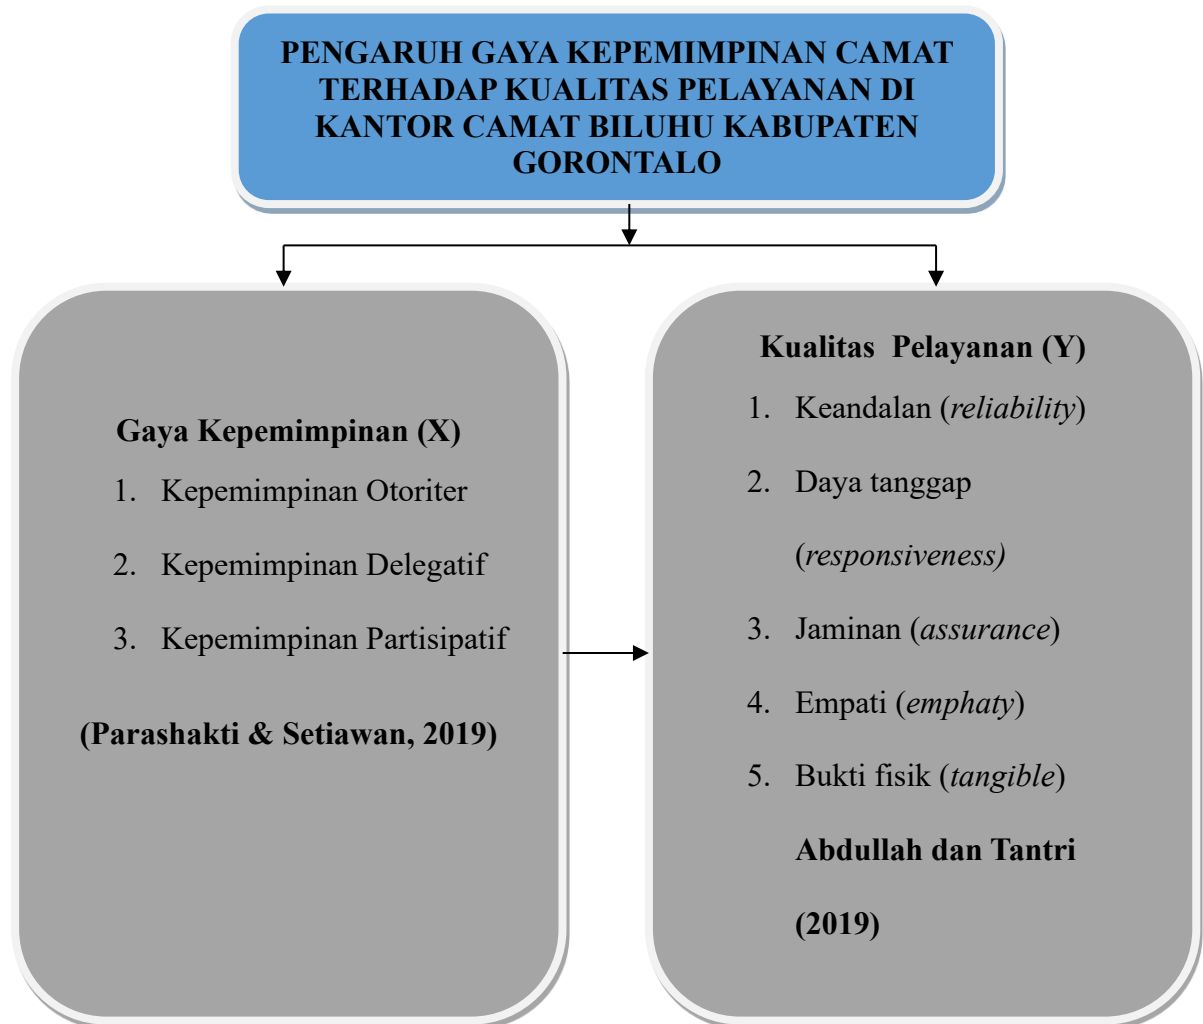 PENGARUH GAYA KEPEMIMPINAN CAMAT
TERHADAP KUALITAS PELAYANAN DI
KANTOR CAMAT BILUHU KABUPATEN
GORONTALO
Gaya Kepemimpinan (X)
1. Kepemimpinan Otoriter
2. Kepemimpinan Delegatif
3. Kepemimpinan Partisipatif
(Parashakti & Setiawan, 2019)
Kualitas Pelayanan (Y)
1. Keandalan (reliability)
2. Daya tanggap
(responsiveness)
3. Jaminan (assurance)
4. Empati (emphaty)
5. Bukti fisik (tangible)
Abdullah dan Tantri
(2019)